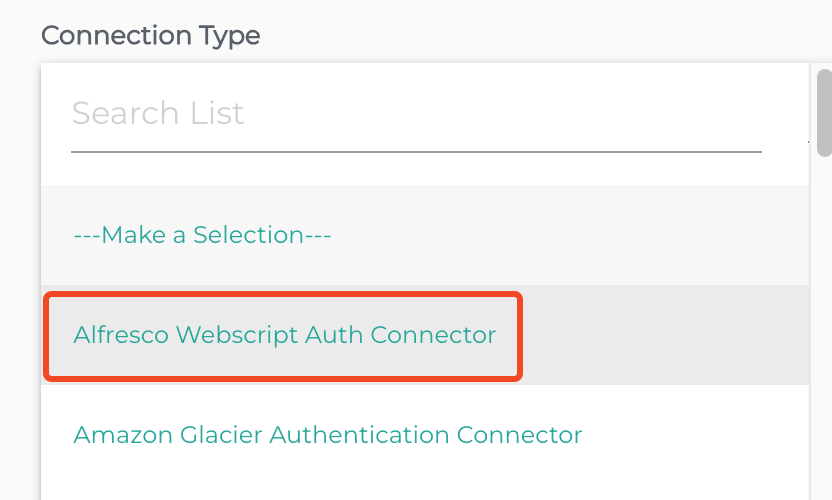 Connection Type
Search List
---Make a Selection---
Alfresco Webscript Auth Connector
Amazon Glacier Authentication Connector